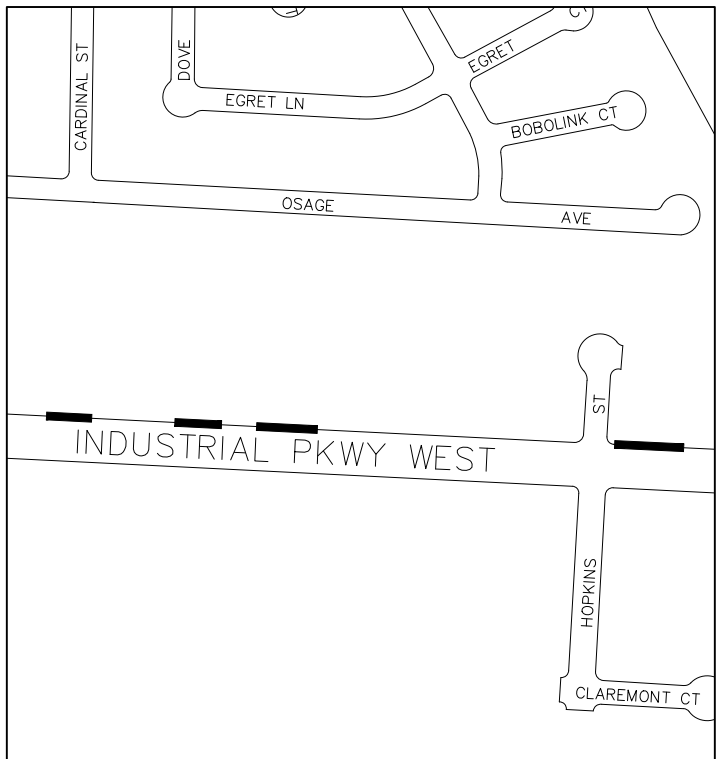 CARDINAL ST
DOVE
EGRET
EGRET LN
BOBOLINK CT
OSAGE
AVE
ST
INDUSTRIAL PKWY WEST
HOPKINS
CLAREMONT CT